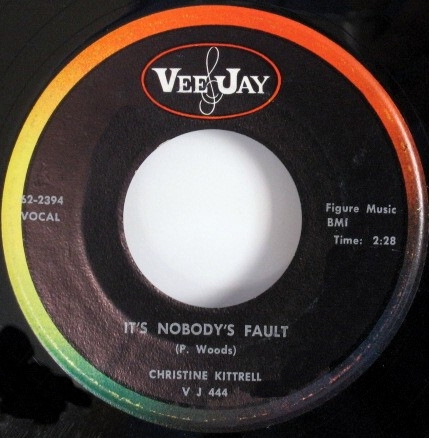 VEE JAY
62-2394
VOCAL
Figure Music
BMI
Time: 2:28
IT'S NOBODY'S FAULT
(P. Woods)
CHRISTINE KITTRELL
V J 444